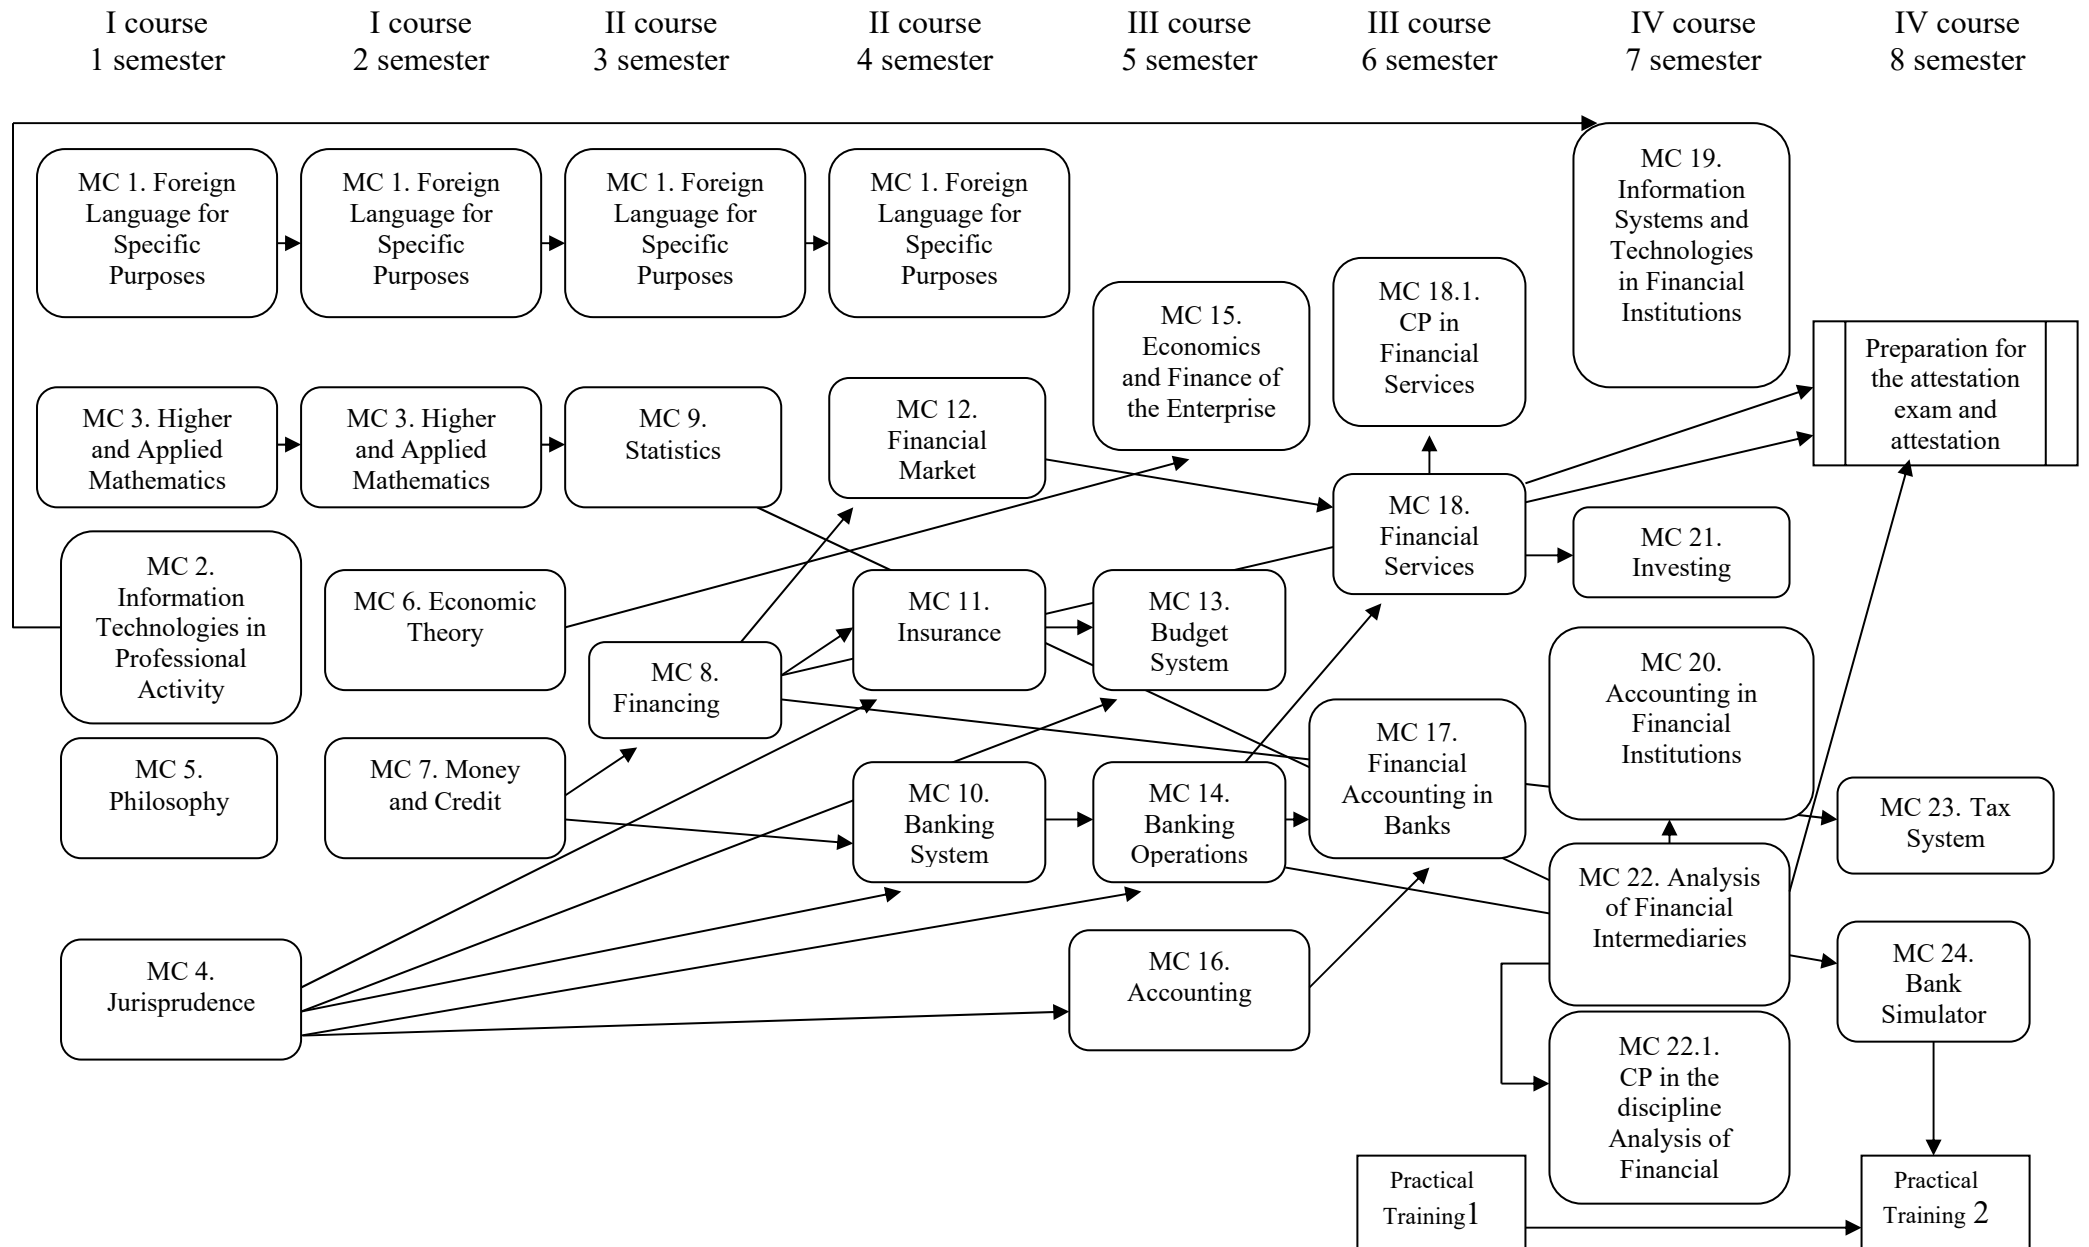 I course
1 semester
I course
2 semester
II course
3 semester
II course
4 semester
III course
5 semester
III course
6 semester
IV course
7 semester
IV course
8 semester
MC 1. Foreign
Language for
Specific
Purposes
MC 1. Foreign
Language for
Specific
Purposes
MC 1. Foreign
Language for
Specific
Purposes
MC 1. Foreign
Language for
Specific
Purposes
MC 19.
Information
Systems and
Technologies
in Financial
Institutions
MC 15.
Economics
and Finance of
the Enterprise
MC 18.1.
CP in
Financial
Services
Preparation for
the attestation
exam and
attestation
MC 3. Higher
and Applied
Mathematics
MC 3. Higher
and Applied
Mathematics
MC 9.
Statistics
MC 12.
Financial
Market
MC 18.
Financial
Services
MC 21.
Investing
MC 2.
Information
Technologies in
Professional
Activity
MC 6. Economic
Theory
MC 8.
Financing
MC 11.
Insurance
MC 13.
Budget
System
MC 20.
Accounting in
Financial
Institutions
MC 5.
Philosophy
MC 7. Money
and Credit
MC 10.
Banking
System
MC 14.
Banking
Operations
MC 17.
Financial
Accounting in
Banks
MC 23. Tax
System
MC 22. Analysis
of Financial
Intermediaries
MC 4.
Jurisprudence
MC 16.
Accounting
MC 24.
Bank
Simulator
MC 22.1.
CP in the
discipline
Analysis of
Financial
Practical
Training1
Practical
Training 2